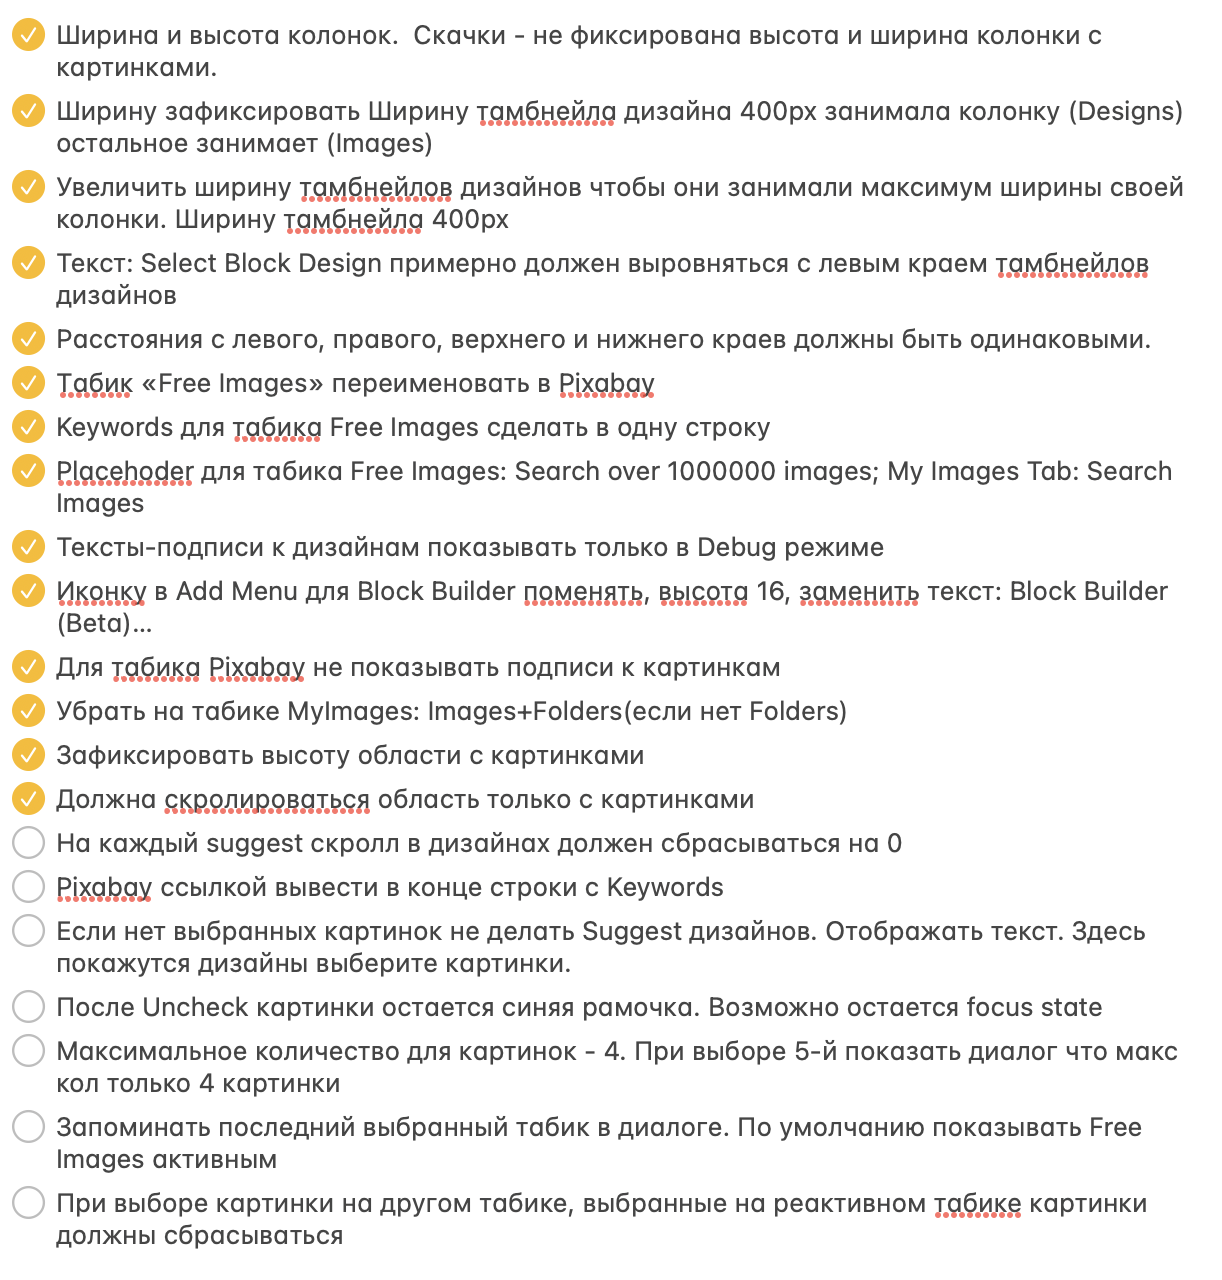 Ширина и высота колонок.  Скачки - не фиксирована высота и ширина колонки с
картинками.
Ширину зафиксировать Ширину тамбнейла дизайна 400px занимала колонку (Designs)
остальное занимает (Images)
Увеличить ширину тамбнейлов дизайнов чтобы они занимали максимум ширины своей
колонки. Ширину тамбнейла 400px
Текст: Select Block Design примерно должен выровняться с левым краем тамбнейлов
дизайнов
Расстояния с левого, правого, верхнего и нижнего краев должны быть одинаковыми.
Табик «Free Images» переименовать в Pixabay
Keywords для табика Free Images сделать в одну строку
Placehoder для табика Free Images: Search over 1000000 images; My Images Tab: Search
Images
Тексты-подписи к дизайнам показывать только в Debug режиме
Иконку в Add Menu для Block Builder поменять, высота 16, заменить текст: Block Builder
(Beta)...
Для табика Pixabay не показывать подписи к картинкам
Убрать на табике MyImages: Images+Folders(если нет Folders)
Зафиксировать высоту области с картинками
Должна скролироваться область только с картинками
На каждый suggest скролл в дизайнах должен сбрасываться на 0
Pixabay ссылкой вывести в конце строки с Keywords
Если нет выбранных картинок не делать Suggest дизайнов. Отображать текст. Здесь
покажутся дизайны выберите картинки.
После Uncheck картинки остается синяя рамочка. Возможно остается focus state
Максимальное количество для картинок - 4. При выборе 5-й показать диалог что макс
кол только 4 картинки
Запоминать последний выбранный табик в диалоге. По умолчанию показывать Free
Images активным
При выборе картинки на другом табике, выбранные на реактивном табике картинки
должны сбрасываться